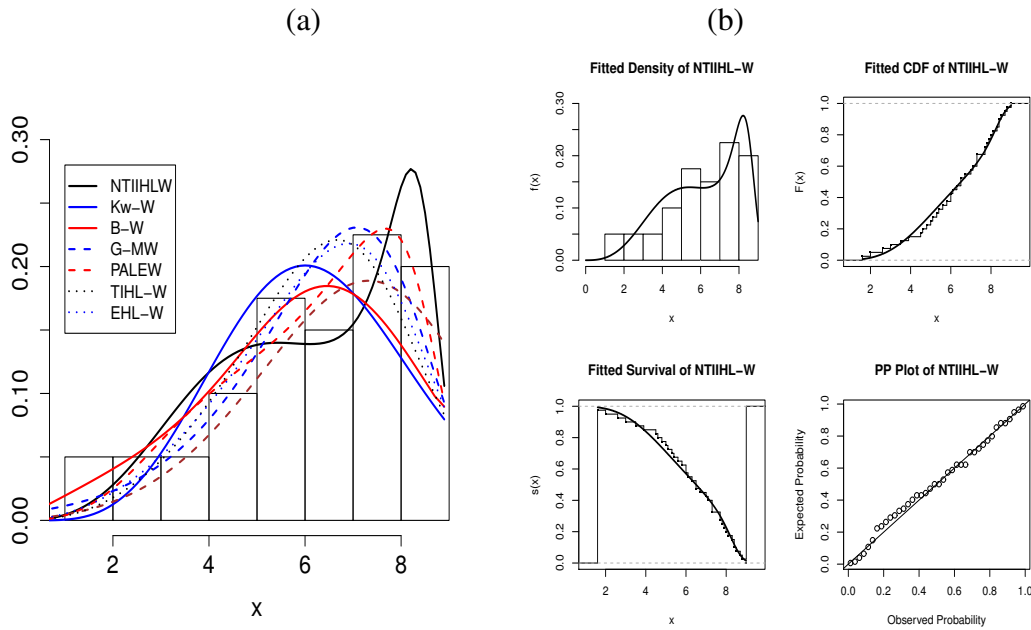 (a)
0.00 0.10 0.20 0.30
NTIIHLW
Kw−W
B−W
G−MW
PALEW
TIHL−W
EHL−W
2 4 6 8
x
(b)
Fitted Density of NTIIHL−W
f(x)
0.00 0.10 0.20 0.30
0 2 4 6 8
x
Fitted CDF of NTIIHL−W
F(x)
0.0 0.2 0.4 0.6 0.8 1.0
2 4 6 8
x
Fitted Survival of NTIIHL−W
s(x)
0.0 0.2 0.4 0.6 0.8 1.0
2 4 6 8
x
PP Plot of NTIIHL−W
Expected Probability
0.0 0.2 0.4 0.6 0.8 1.0
0.0 0.2 0.4 0.6 0.8 1.0
Observed Probability